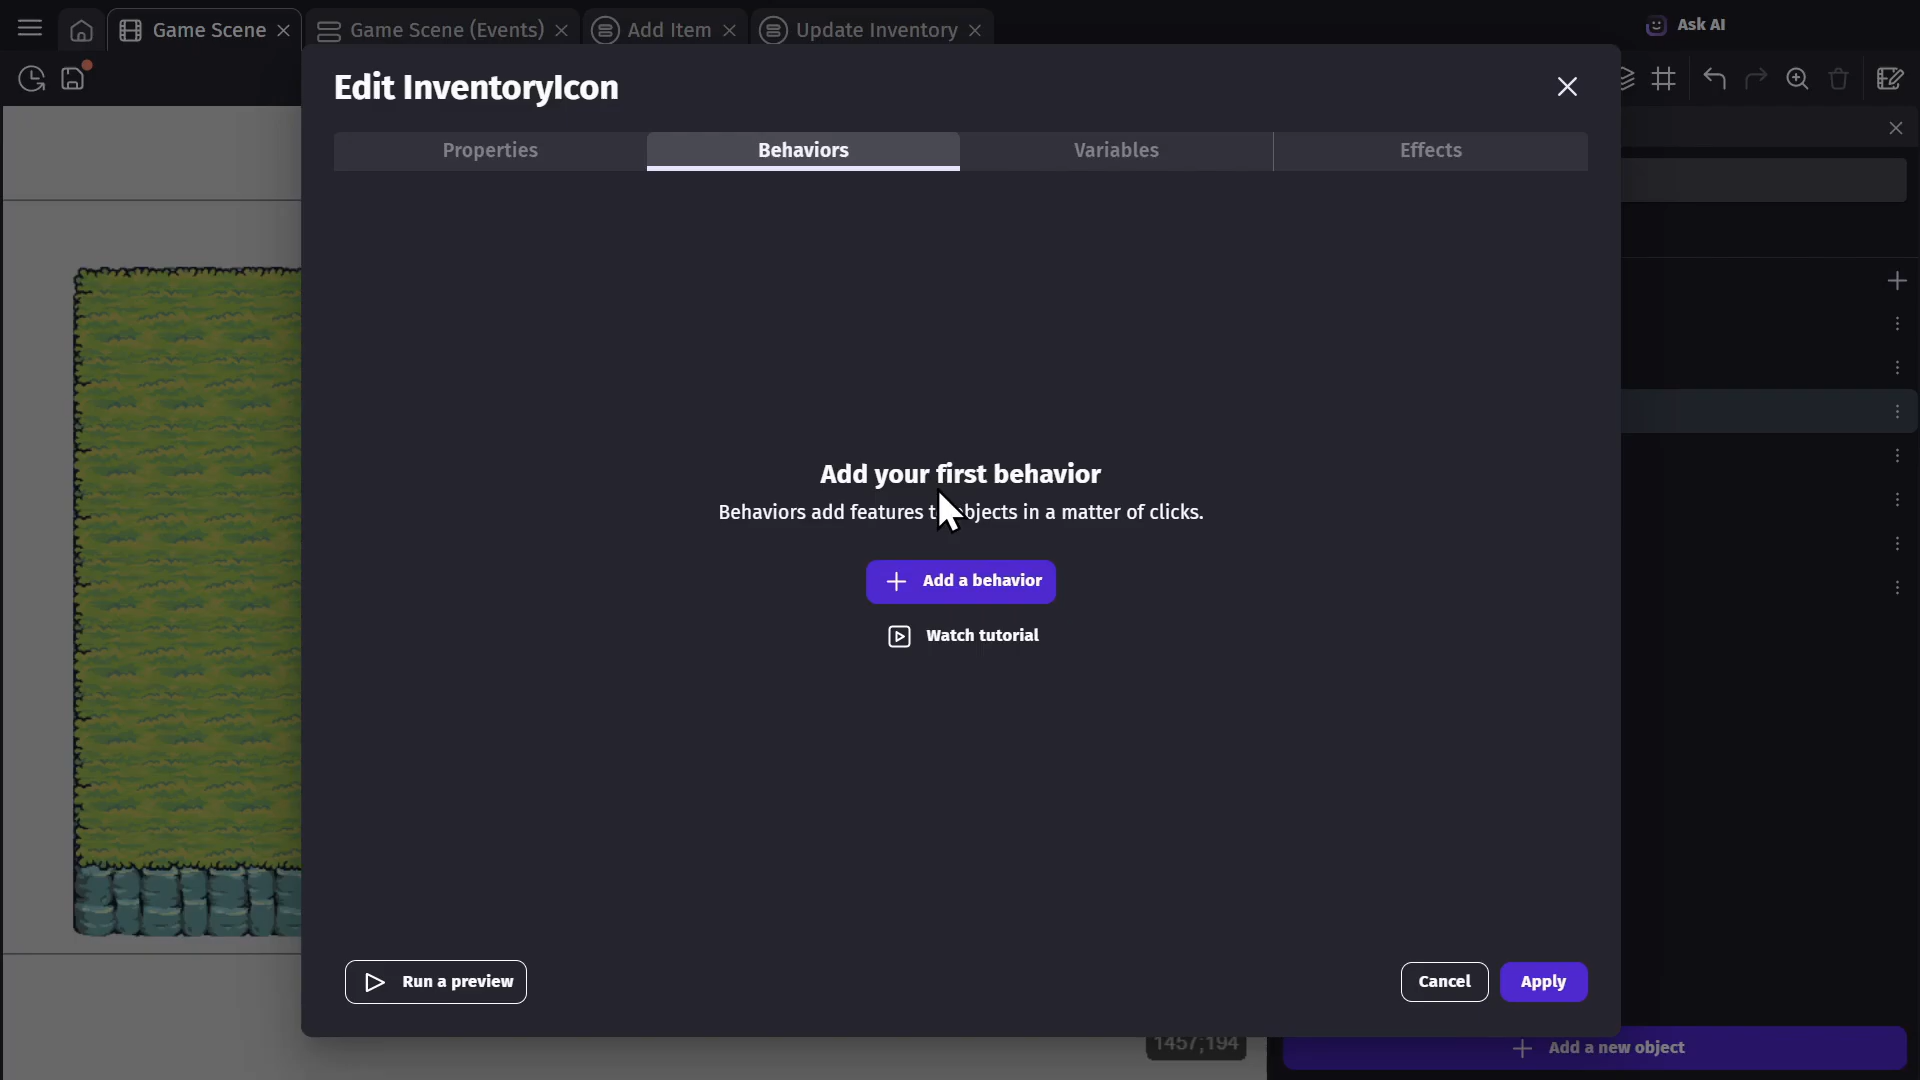 Game Scene
Game Scene (Events)
Add Item
Update Inventory
Ask AI
Edit InventoryIcon
Properties
Behaviors
Variables
Effects
Add your first behavior
Behaviors add features t bjects in a matter of clicks.
Add a behavior
Watch tutorial
Run a preview
Cancel
Apply
1457;194
Add a new object